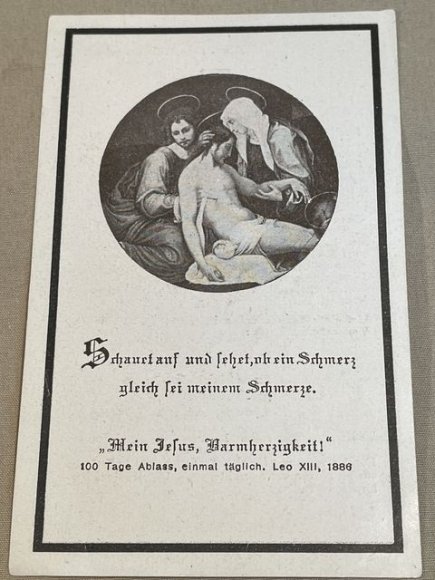 Schauet auf und sehet, ob ein Schmerz
gleich sei meinem Schmerze.
„Mein Jesus, Barmherzigkeit!“
100 Tage Ablass, einmal täglich. Leo XIII, 1886